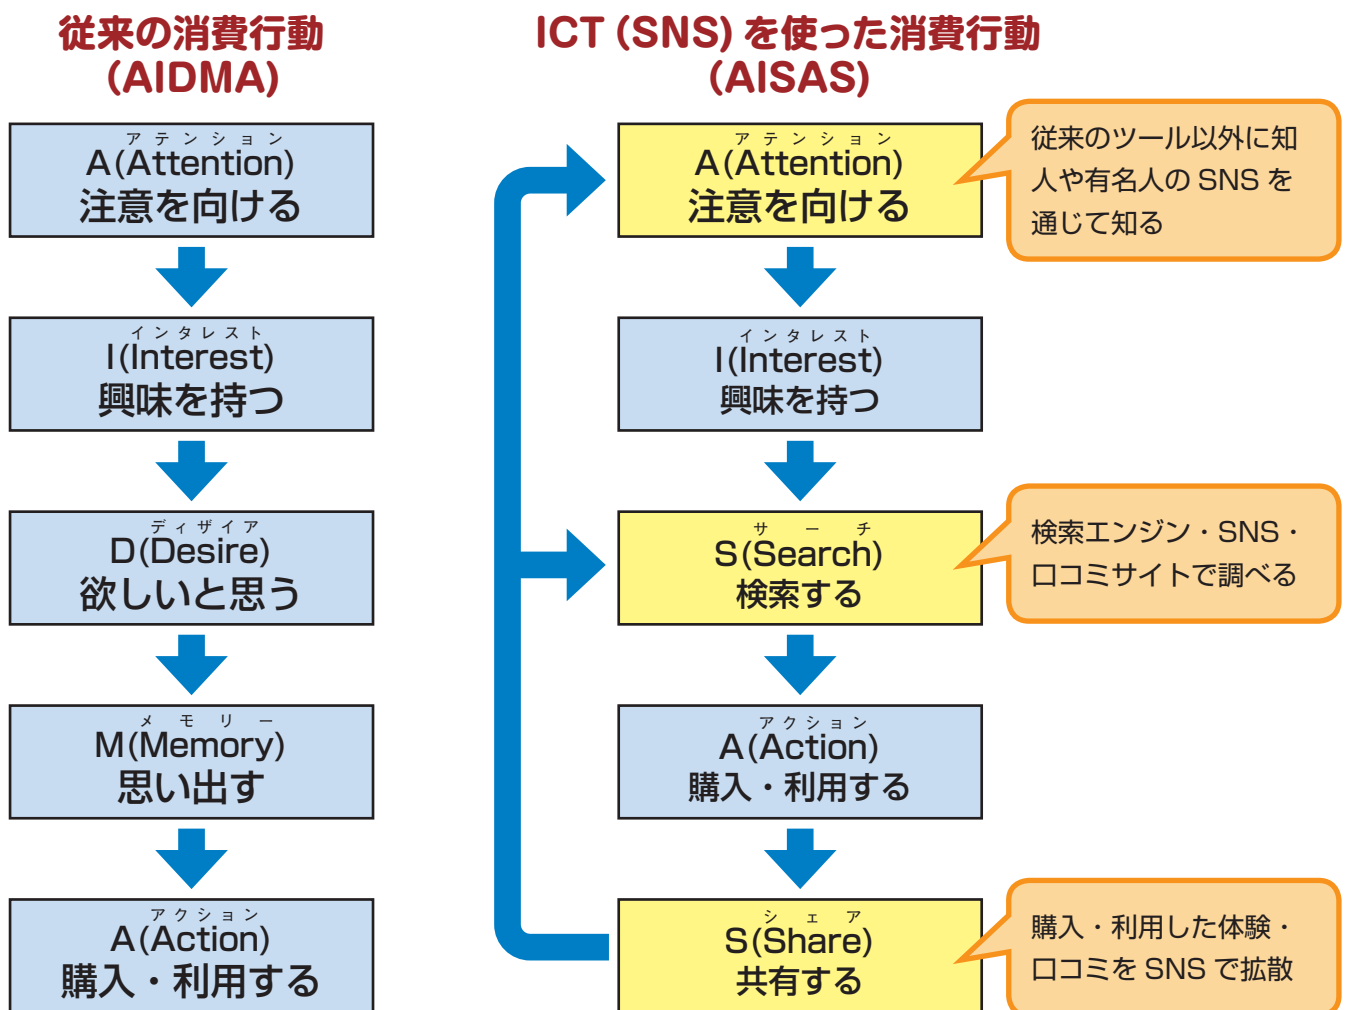 従来の消費行動
(AIDMA)
アテンション
A(Attention)
注意を向ける
インタレスト
I(Interest)
興味を持つ
ディザイア
D(Desire)
欲しいと思う
メモリー
M(Memory)
思い出す
アクション
A(Action)
購入・利用する
ICT (SNS) を使った消費行動
(AISAS)
アテンション
A(Attention)
注意を向ける
従来のツール以外に知
人や有名人の SNS を
通じて知る
インタレスト
I(Interest)
興味を持つ
サーチ
S(Search)
検索する
検索エンジン・SNS・
口コミサイトで調べる
アクション
A(Action)
購入・利用する
シェア
S(Share)
共有する
購入・利用した体験・
口コミを SNS で拡散